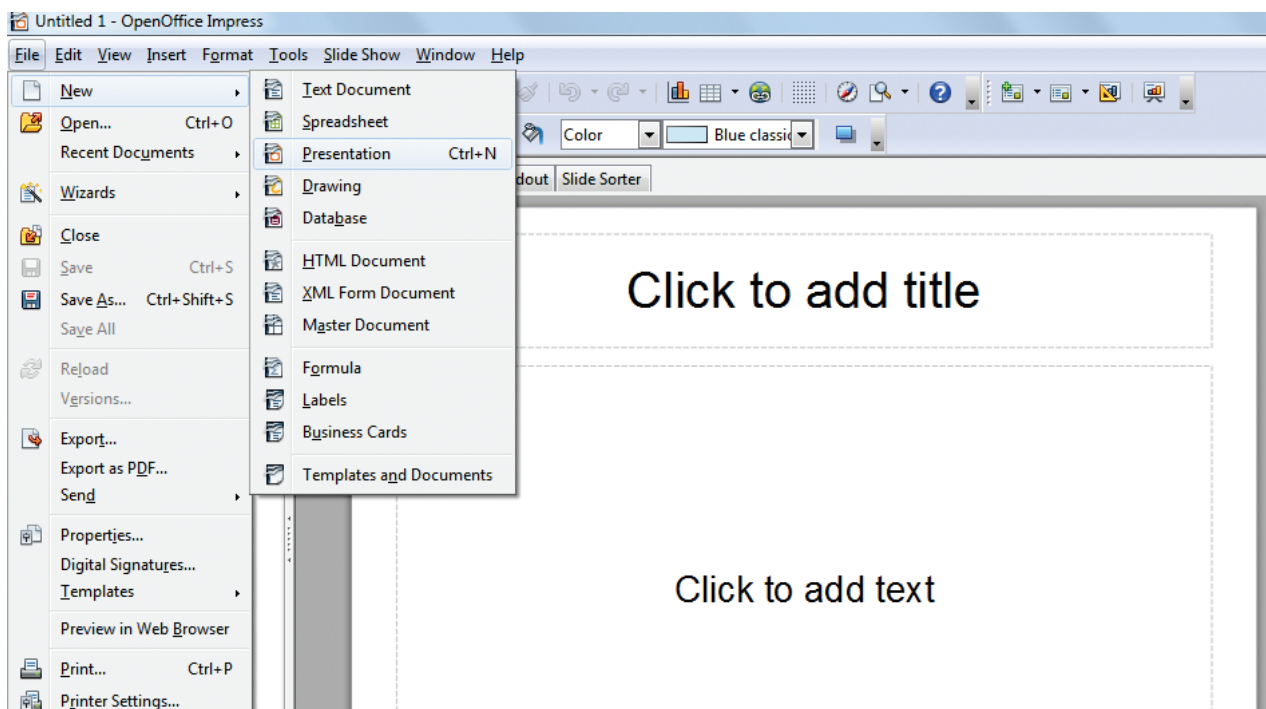 Untitled 1 - OpenOffice Impress
File Edit View Insert Format Tools Slide Show Window Help
New
Open... Ctrl+O
Recent Documents
Wizards
Close
Save Ctrl+S
Save As... Ctrl+Shift+S
Save All
Reload
Versions...
Export...
Export as PDF...
Send
Properties...
Digital Signatures...
Templates
Preview in Web Browser
Print... Ctrl+P
Printer Settings...
Text Document
Spreadsheet
Presentation Ctrl+N
Drawing
Database
HTML Document
XML Form Document
Master Document
Formula
Labels
Business Cards
Templates and Documents
Color Blue classic
dout Slide Sorter
Click to add title
Click to add text